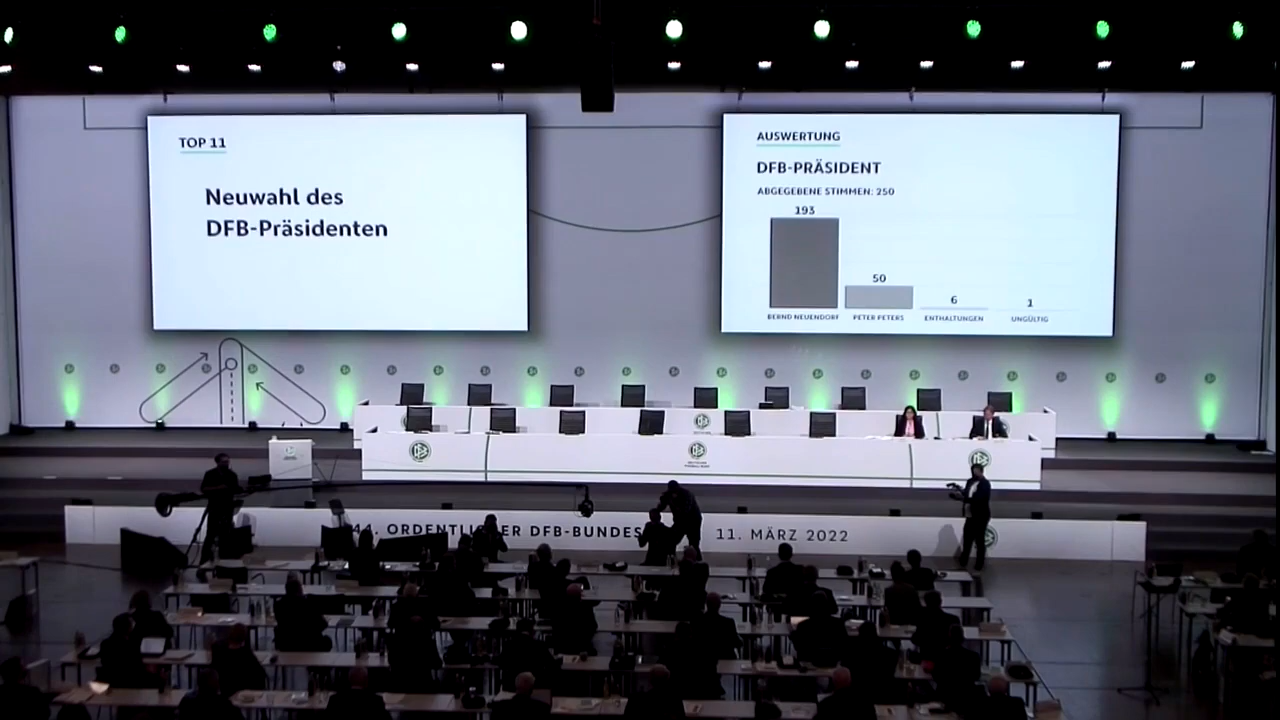 TOP 11
Neuwahl des
DFB-Präsidenten
AUSWERTUNG
DFB-PRÄSIDENT
ABGEGEBENE STIMMEN: 250
193
50
6
1
BERND NEUENDORF
PETER PETERS
ENTHALTUNGEN
UNGÜLTIG
44. ORDENTLICHER DFB-BUNDES
11. MÄRZ 2022